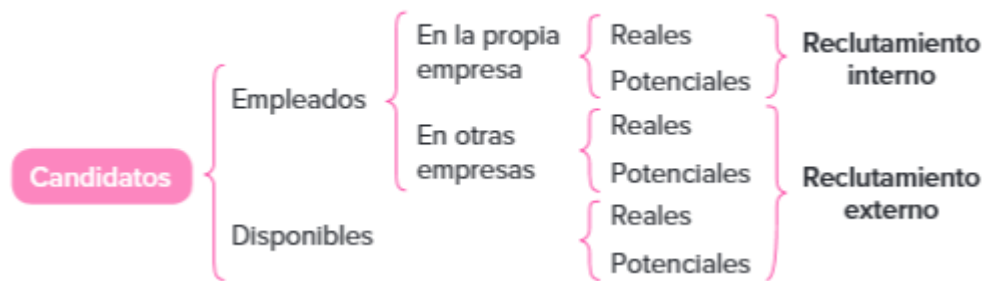 Candidatos
Empleados
En la propia
empresa
Reales
Potenciales
Reclutamiento
interno
En otras
empresas
Reales
Potenciales
Disponibles
Reales
Potenciales
Reclutamiento
externo